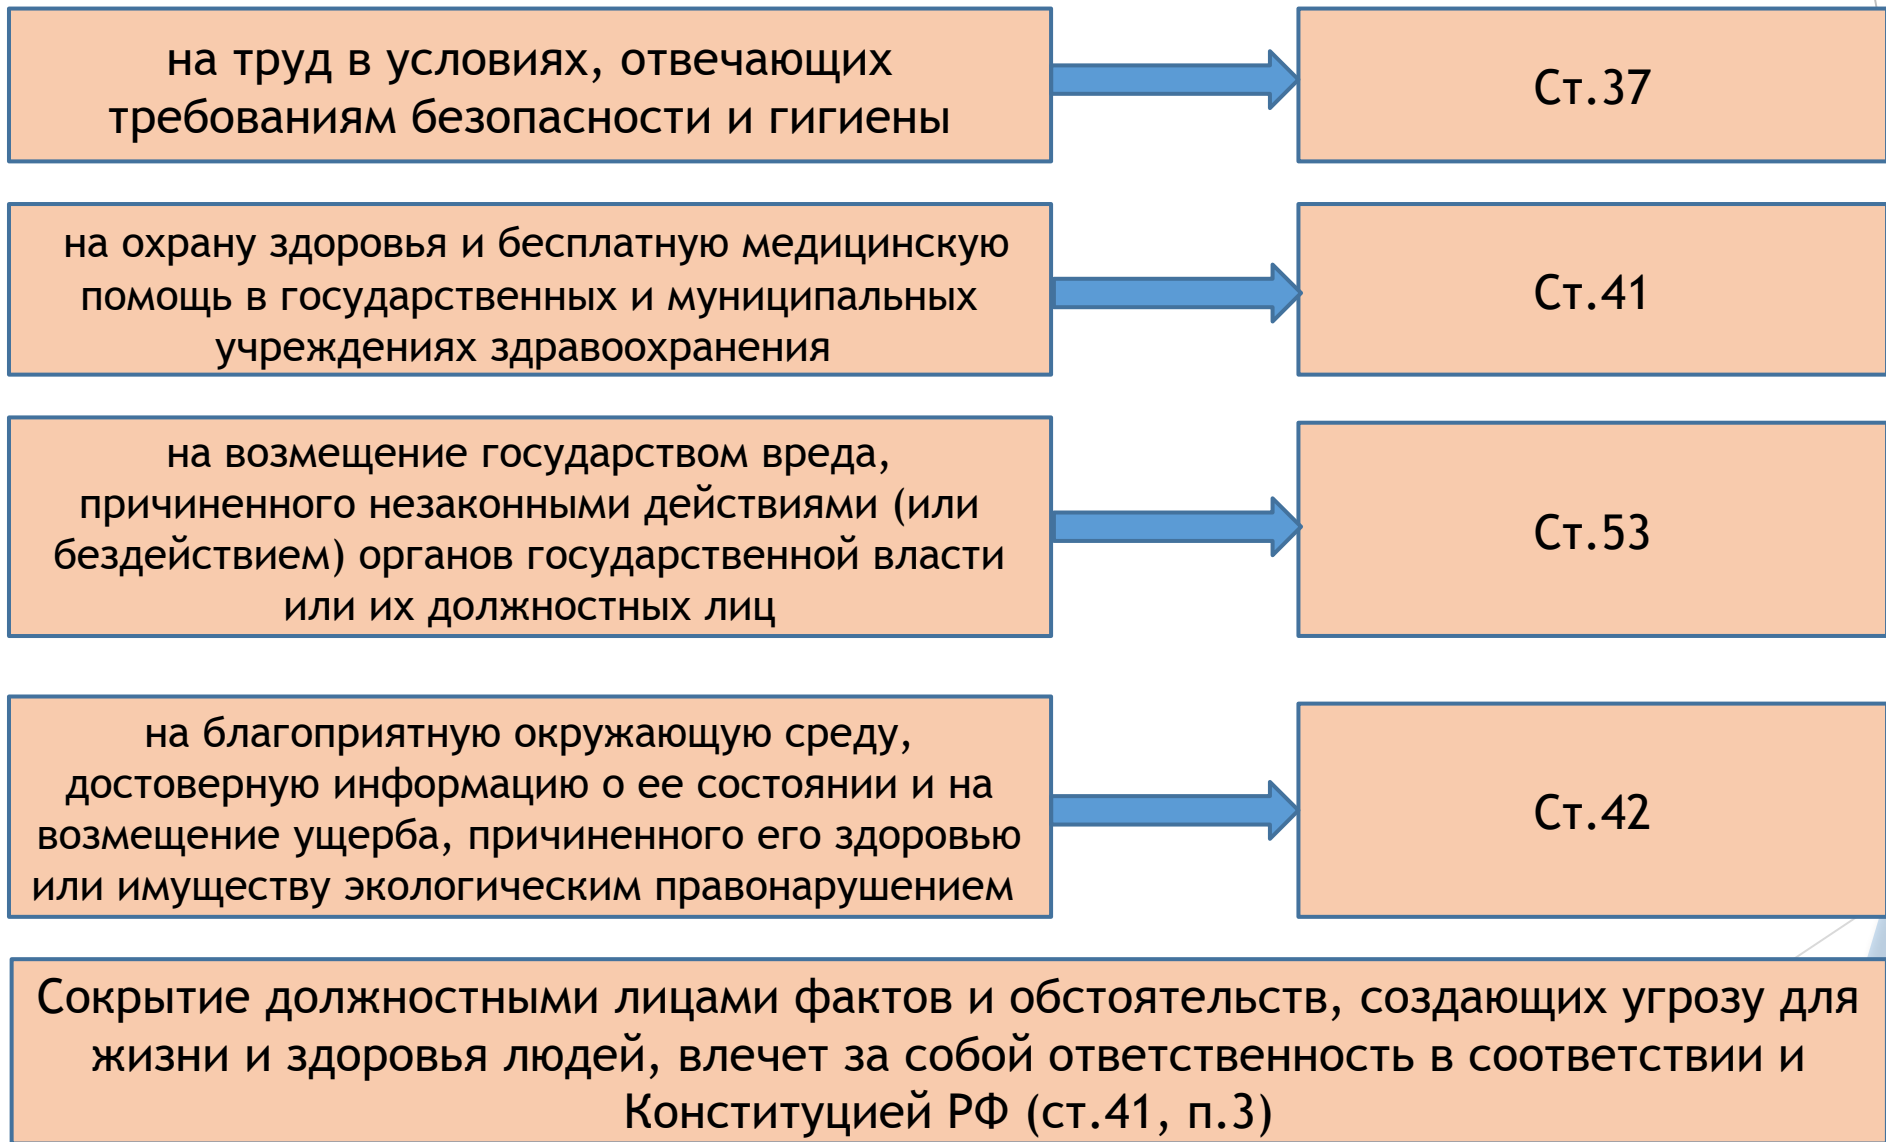 на труд в условиях, отвечающих
требованиям безопасности и гигиены
Ст.37
на охрану здоровья и бесплатную медицинскую
помощь в государственных и муниципальных
учреждениях здравоохранения
Ст.41
на возмещение государством вреда,
причиненного незаконными действиями (или
бездействием) органов государственной власти
или их должностных лиц
Ст.53
на благоприятную окружающую среду,
достоверную информацию о ее состоянии и на
возмещение ущерба, причиненного его здоровью
или имуществу экологическим правонарушением
Ст.42
Сокрытие должностными лицами фактов и обстоятельств, создающих угрозу для
жизни и здоровья людей, влечет за собой ответственность в соответствии и
Конституцией РФ (ст.41, п.3)